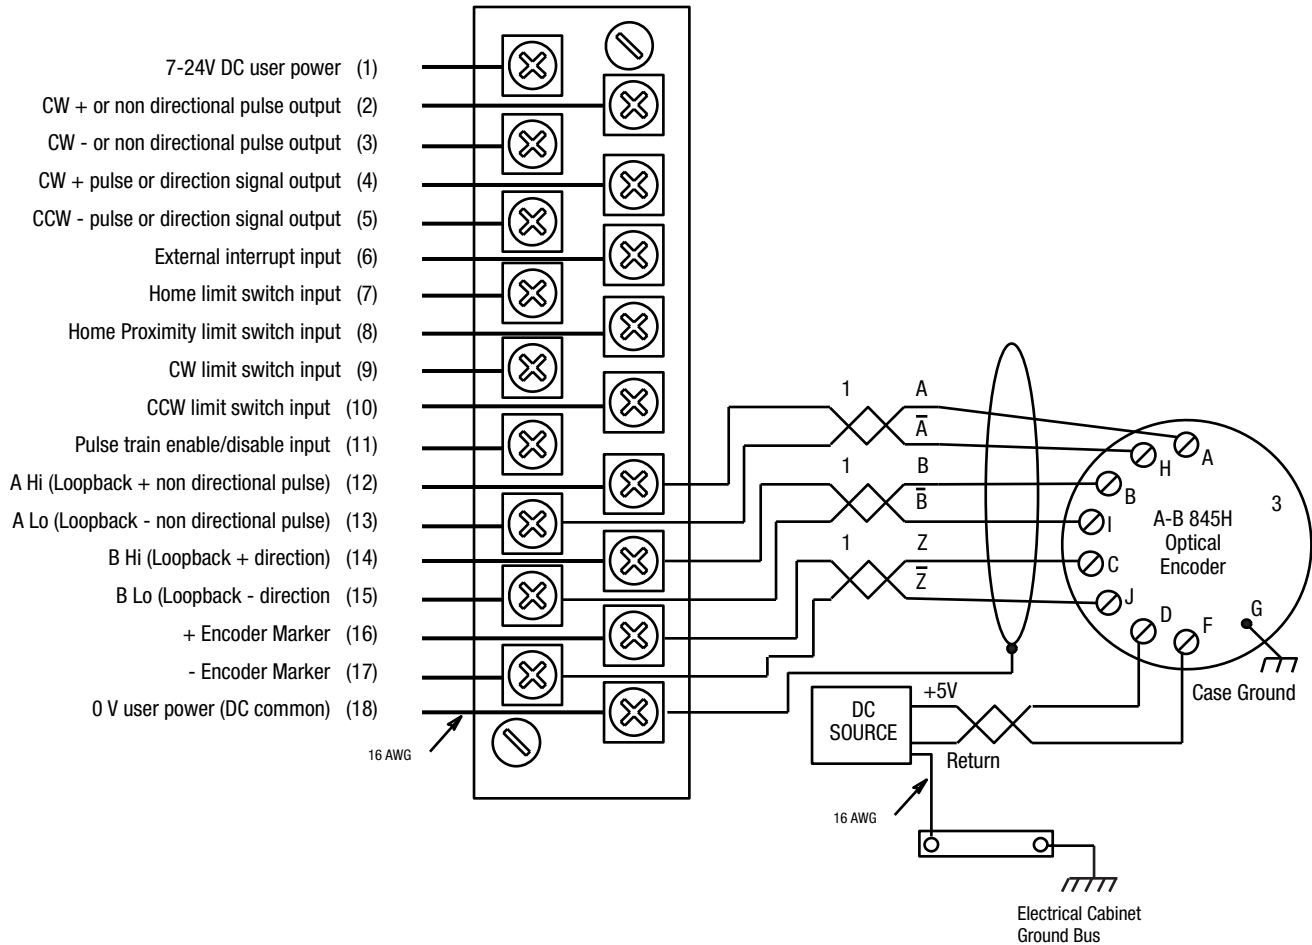 7-24V DC user power (1)
CW + or non directional pulse output (2)
CW - or non directional pulse output (3)
CW + pulse or direction signal output (4)
CCW - pulse or direction signal output (5)
External interrupt input (6)
Home limit switch input (7)
Home Proximity limit switch input (8)
CW limit switch input (9)
CCW limit switch input (10)
Pulse train enable/disable input (11)
A Hi (Loopback + non directional pulse) (12)
A Lo (Loopback - non directional pulse) (13)
B Hi (Loopback + direction) (14)
B Lo (Loopback - direction (15)
+ Encoder Marker (16)
- Encoder Marker (17)
0 V user power (DC common) (18)
16 AWG
1 A
A̅
1 B
B̅
1 Z
Z̅
A
H
B
I
C
J
D
F
G
3
A-B 845H
Optical
Encoder
Case Ground
+5V
DC
SOURCE
Return
16 AWG
Electrical Cabinet
Ground Bus